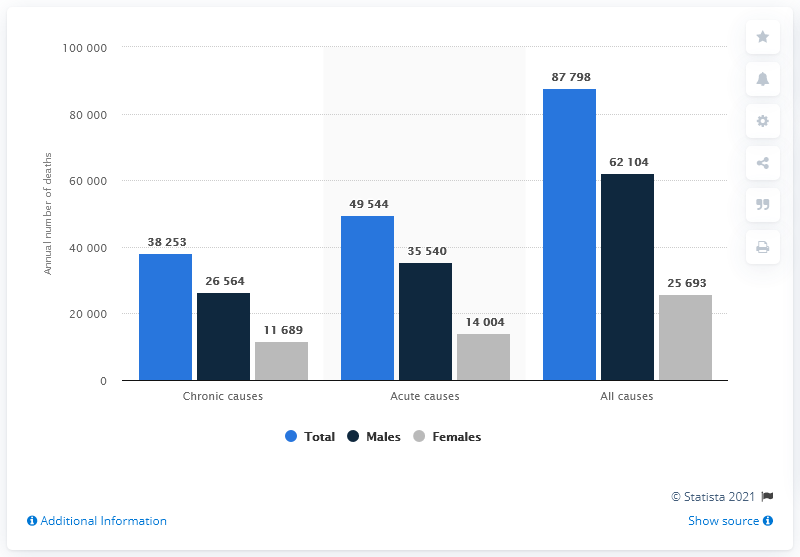 100 000
80 000
60 000
40 000
20 000
0
Annual number of deaths
38 253
26 564
11 689
49 544
35 540
14 004
87 798
62 104
25 693
Chronic causes
Acute causes
All causes
Total Males Females
© Statista 2021
Additional Information
Show source